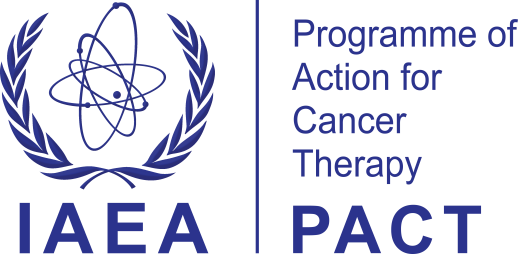 IAEA
Programme of
Action for
Cancer
Therapy
PACT